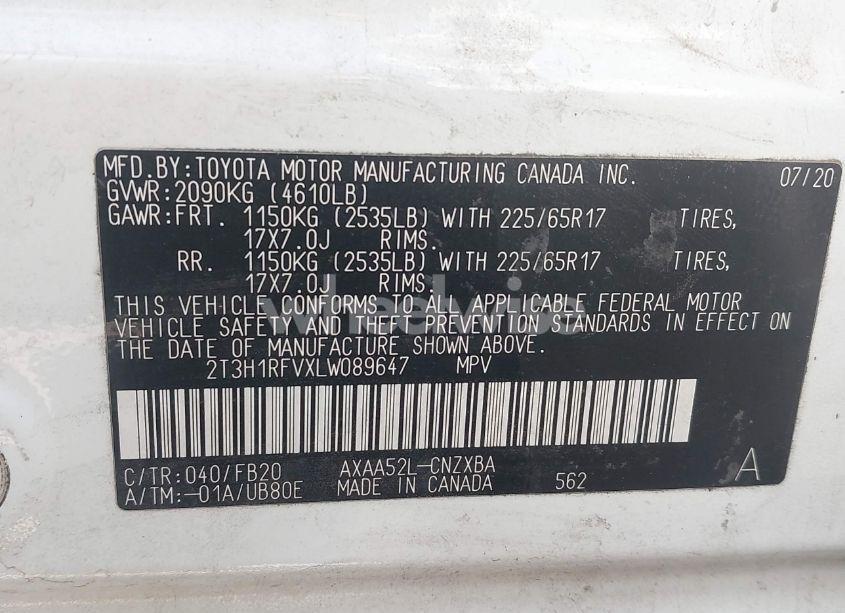 MFD.BY:TOYOTA MOTOR MANUFACTURING CANADA INC. 07/20
GVWR:2090KG (4610LB)
GAWR:FRT. 1150KG (2535LB) WITH 225/65R17 TIRES,
17X7.0J RIMS.
RR. 1150KG (2535LB) WITH 225/65R17 TIRES,
17X7.0J RIMS.
THIS VEHICLE CONFORMS TO ALL APPLICABLE FEDERAL MOTOR
VEHICLE SAFETY AND THEFT PREVENTION STANDARDS IN EFFECT ON
THE DATE OF MANUFACTURE SHOWN ABOVE.
2T3H1RFVXLW089647 MPV
C/TR:040/FB20 AXAA52L-CNZXBA
A/TM:-01A/UB80E MADE IN CANADA 562 A